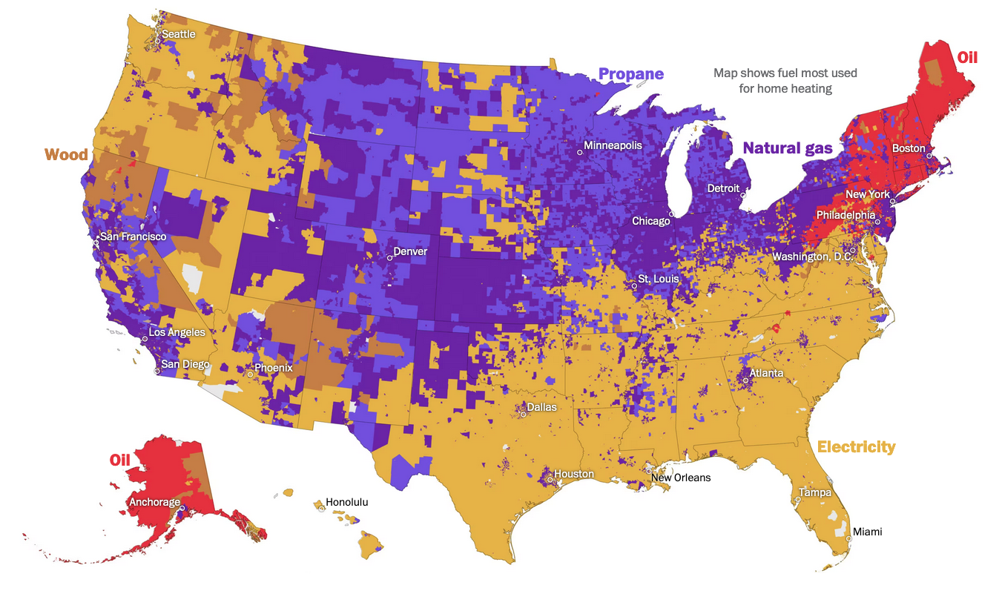 Seattle
Propane
Map shows fuel most used
for home heating
Oil
Wood
Minneapolis
Natural gas
Boston
Detroit
New York
Chicago
Philadelphia
San Francisco
Denver
Washington, D.C.
St. Louis
Los Angeles
San Diego
Phoenix
Atlanta
Dallas
Electricity
Oil
Houston
New Orleans
Anchorage
Honolulu
Tampa
Miami